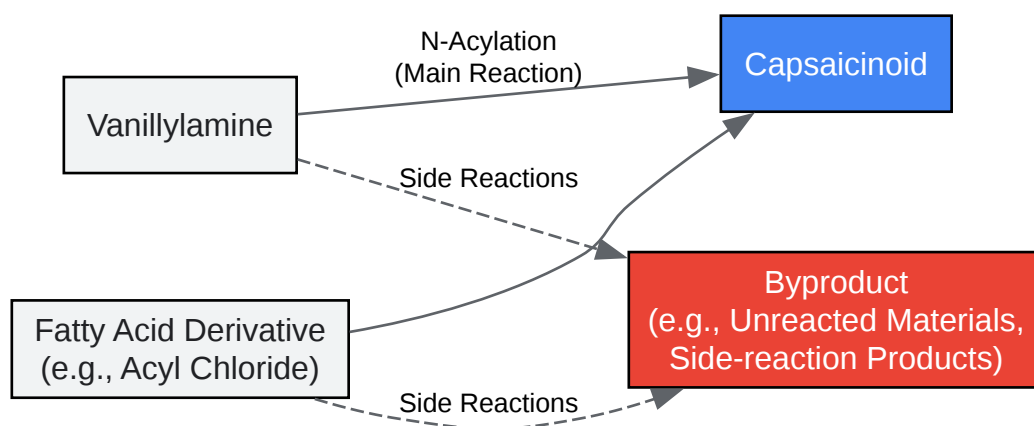 N-Acylation
(Main Reaction)
Capsaicinoid
Vanillylamine
Side Reactions
Byproduct
(e.g., Unreacted Materials,
Side-reaction Products)
Fatty Acid Derivative
(e.g., Acyl Chloride)
Side Reactions